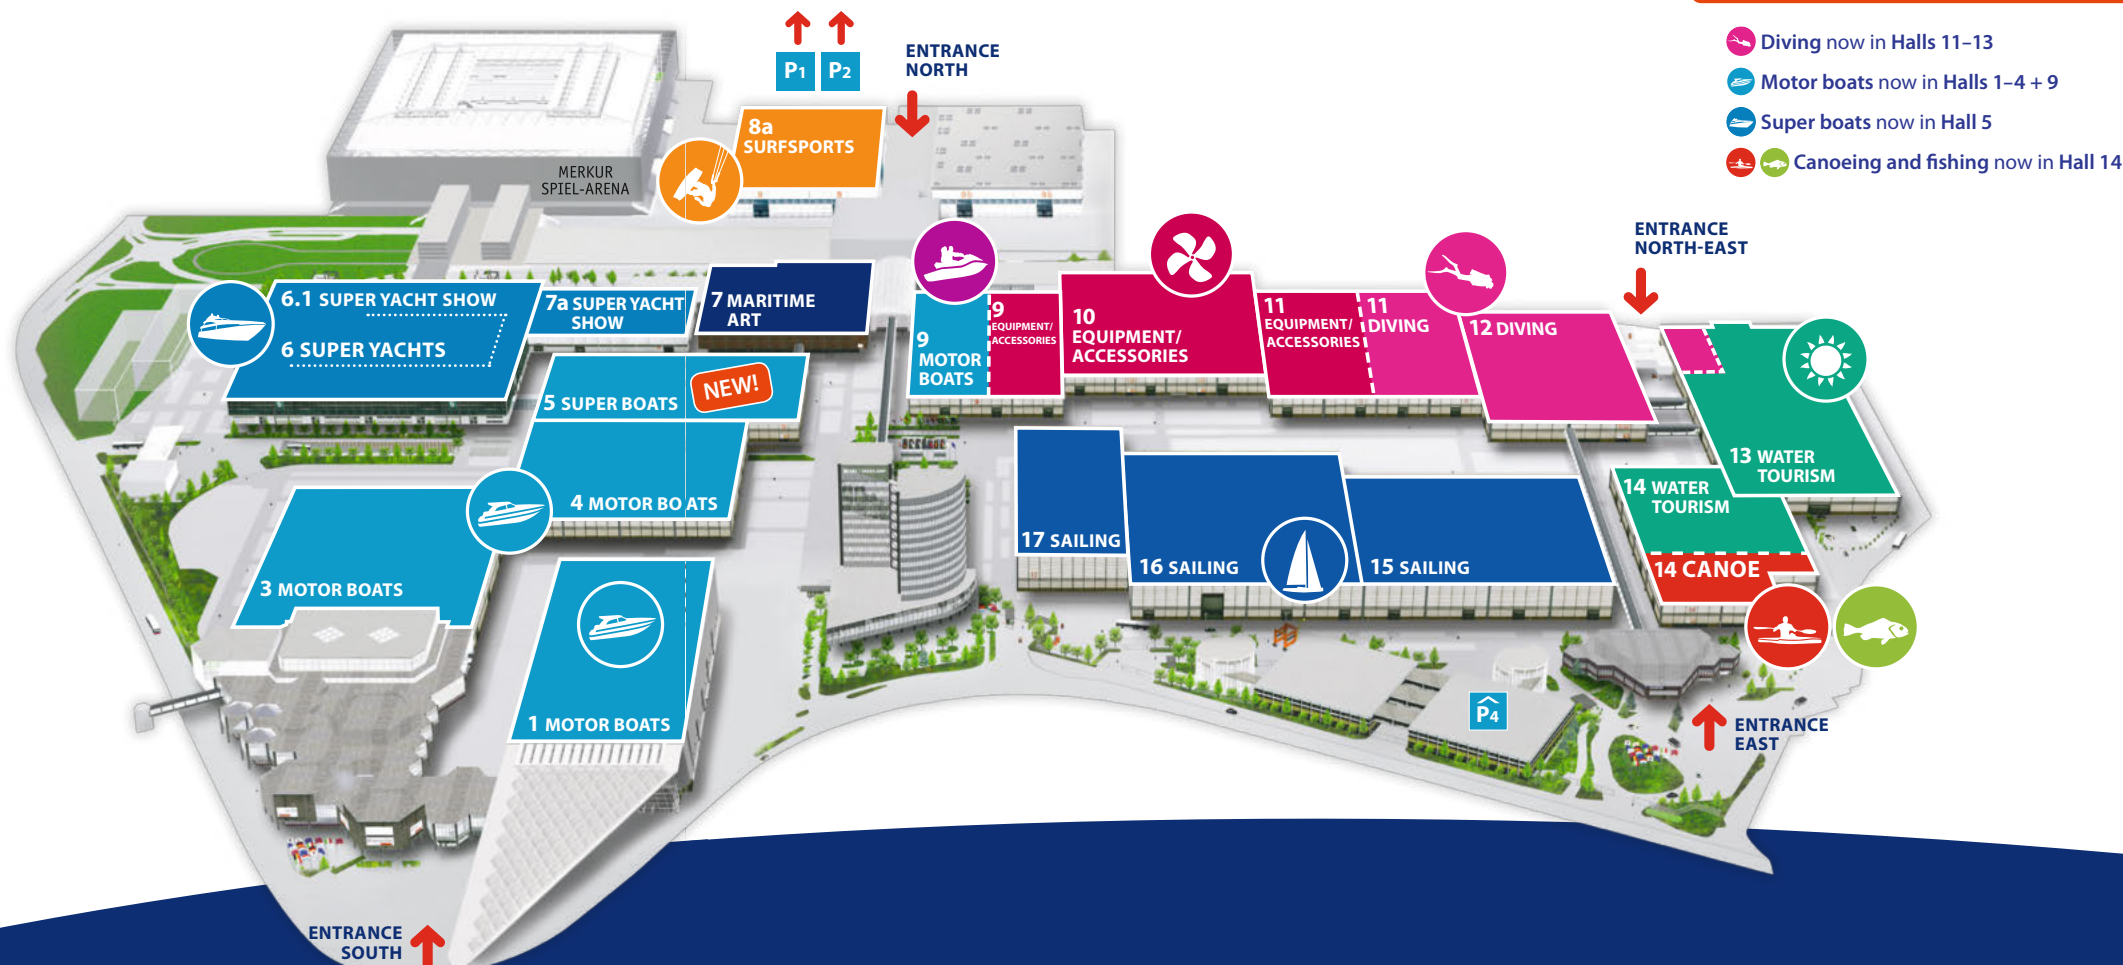 Diving now in Halls 11–13
Motor boats now in Halls 1–4 + 9
Super boats now in Hall 5
Canoeing and fishing now in Hall 14
P1 P2
ENTRANCE
NORTH
8a
SURFSPORTS
MERKUR
SPIEL-ARENA
ENTRANCE
NORTH-EAST
6.1 SUPER YACHT SHOW
6 SUPER YACHTS
7a SUPER YACHT
SHOW
7 MARITIME
ART
9
MOTOR
BOATS
9
EQUIPMENT/
ACCESSORIES
10
EQUIPMENT/
ACCESSORIES
11
EQUIPMENT/
ACCESSORIES
11
DIVING
12 DIVING
5 SUPER BOATS
NEW!
4 MOTOR BOATS
3 MOTOR BOATS
1 MOTOR BOATS
17 SAILING
16 SAILING
15 SAILING
13 WATER
TOURISM
14 WATER
TOURISM
14 CANOE
P4
ENTRANCE
EAST
ENTRANCE
SOUTH